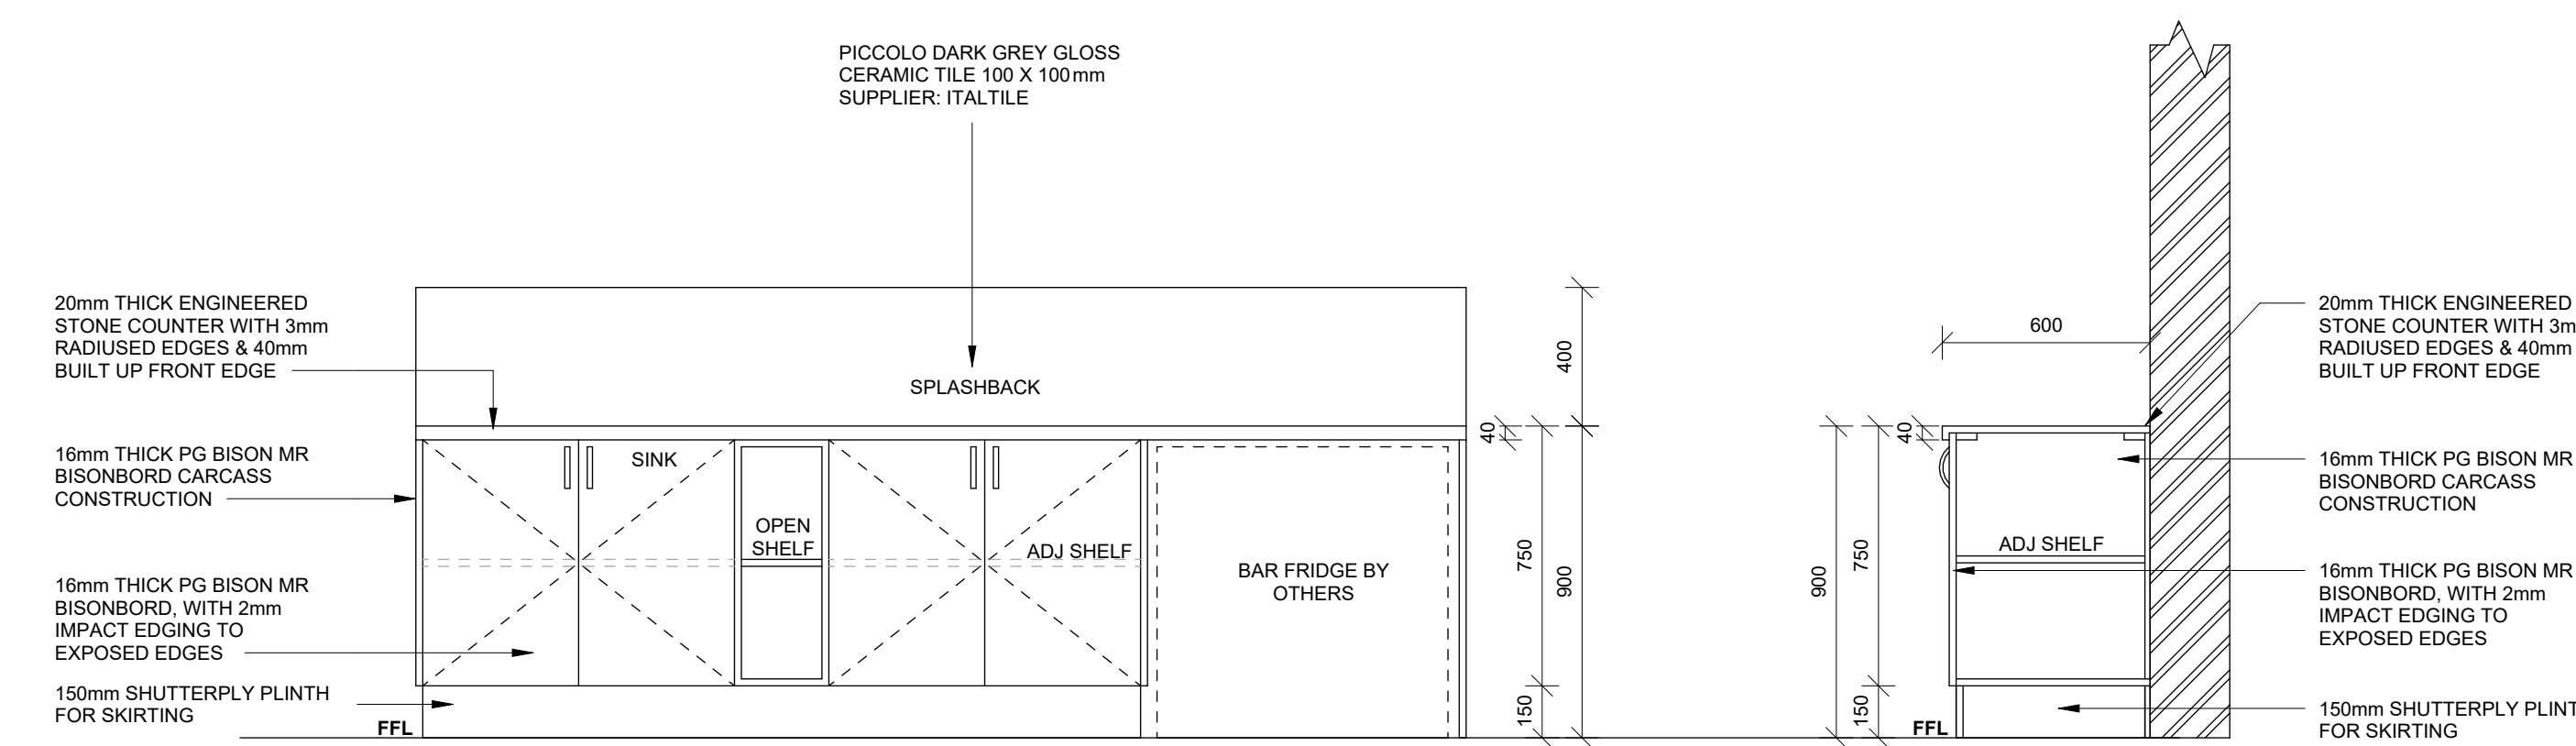 PICCOLO DARK GREY GLOSS
CERAMIC TILE 100 X 100mm
SUPPLIER: ITALTILE
20mm THICK ENGINEERED
STONE COUNTER WITH 3mm
RADIUSED EDGES & 40mm
BUILT UP FRONT EDGE
16mm THICK PG BISON MR
BISONBORD CARCASS
CONSTRUCTION
16mm THICK PG BISON MR
BISONBORD, WITH 2mm
IMPACT EDGING TO
EXPOSED EDGES
150mm SHUTTERPLY PLINTH
FOR SKIRTING
FFL
SPLASHBACK
SINK
OPEN
SHELF
ADJ SHELF
BAR FRIDGE BY
OTHERS
400
40
750
900
150
600
40
900
750
150
ADJ SHELF
FFL
20mm THICK ENGINEERED
STONE COUNTER WITH 3m
RADIUSED EDGES & 40mm
BUILT UP FRONT EDGE
16mm THICK PG BISON MR
BISONBORD CARCASS
CONSTRUCTION
16mm THICK PG BISON MR
BISONBORD, WITH 2mm
IMPACT EDGING TO
EXPOSED EDGES
150mm SHUTTERPLY PLINT
FOR SKIRTING